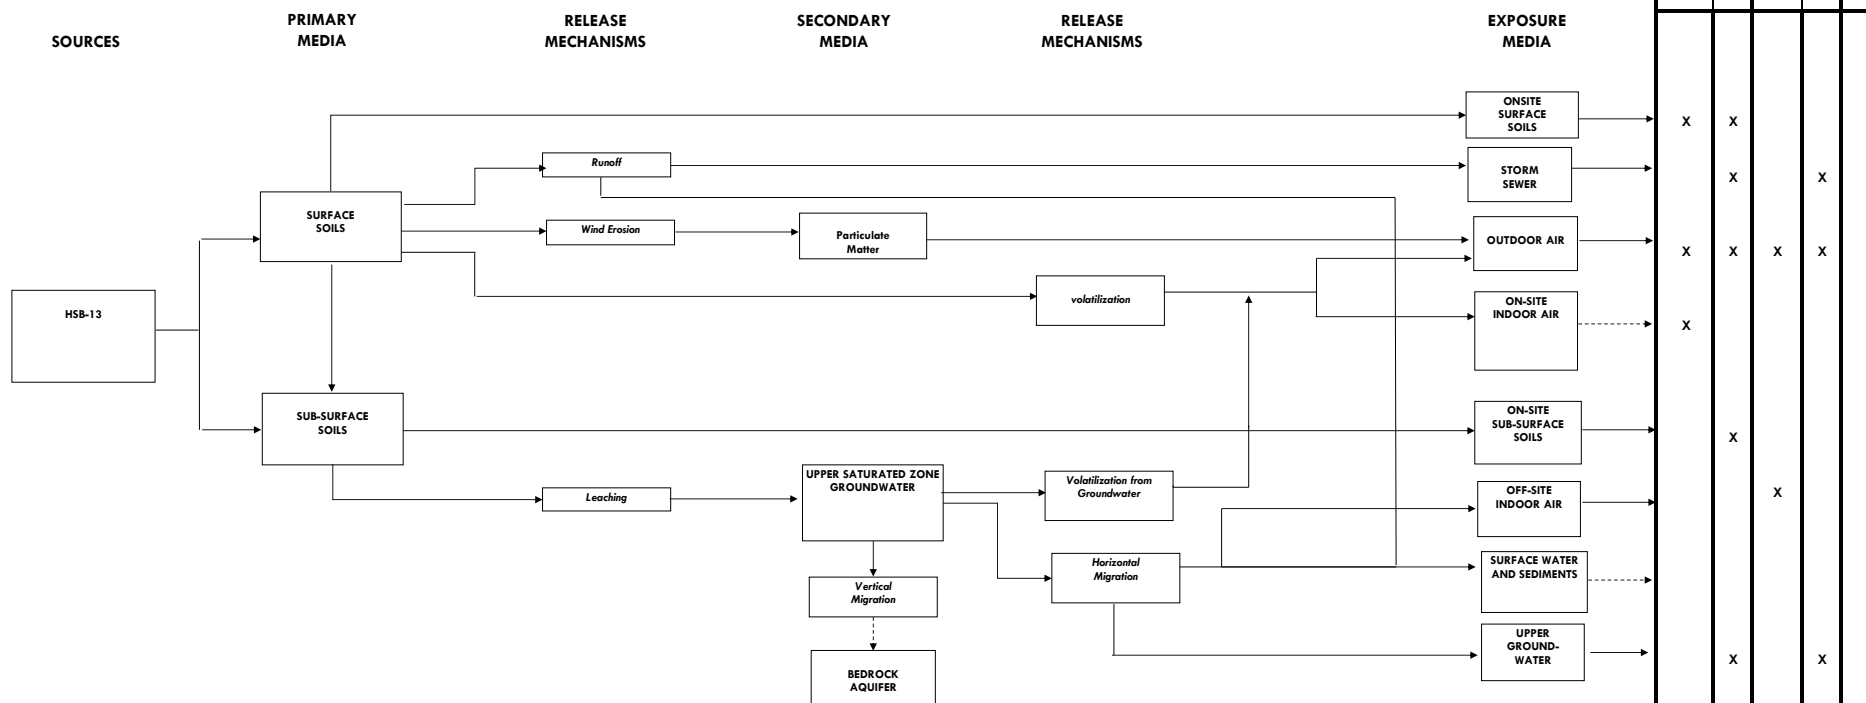 SOURCES
PRIMARY
MEDIA
RELEASE
MECHANISMS
SECONDARY
MEDIA
RELEASE
MECHANISMS
EXPOSURE
MEDIA
ONSITE
SURFACE
SOILS
X X
Runoff
STORM
SEWER
X X
SURFACE
SOILS
Wind Erosion
Particulate
Matter
OUTDOOR AIR
X X X X
volatilization
ON-SITE
INDOOR AIR
X
HSB-13
SUB-SURFACE
SOILS
ON-SITE
SUB-SURFACE
SOILS
X
UPPER SATURATED ZONE
GROUNDWATER
Leaching
Volatilization from
Groundwater
OFF-SITE
INDOOR AIR
X
Horizontal
Migration
SURFACE WATER
AND SEDIMENTS
Vertical
Migration
UPPER
GROUND-
WATER
X X
BEDROCK
AQUIFER